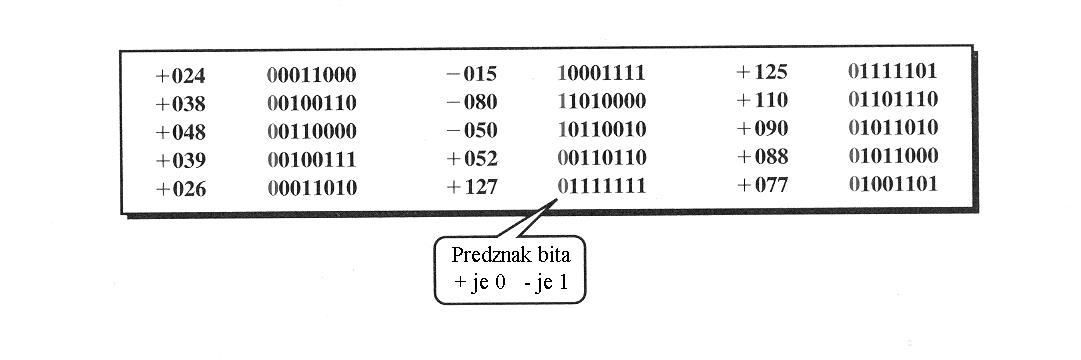 +024 00011000 −015 10001111 +125 01111101
+038 00100110 −080 11010000 +110 01101110
+048 00110000 −050 10110010 +090 01011010
+039 00100111 +052 00110110 +088 01011000
+026 00011010 +127 01111111 +077 01001101
Predznak bita
+ je 0 - je 1